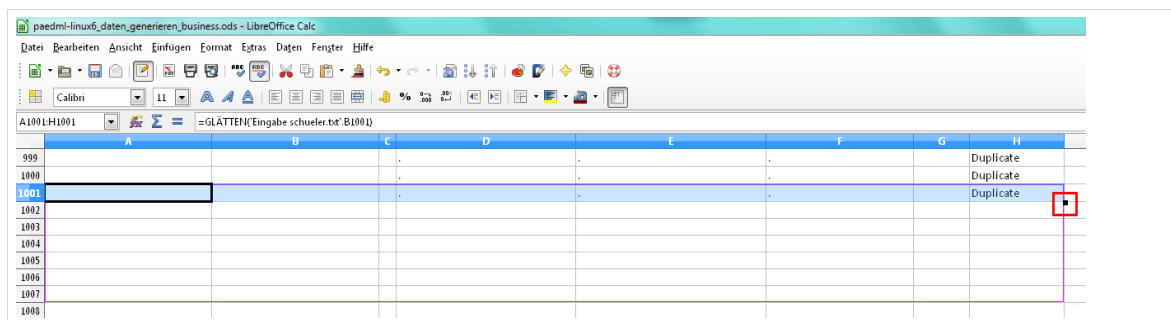 paedml-linux6_daten_generieren_business.ods - LibreOffice Calc
Datei Bearbeiten Ansicht Einfügen Format Extras Daten Fenster Hilfe
Calibri 11
A1001:H1001 =GLÄTTEN('Eingabe schueler.txt'.B1001)
A B C D E F G H
999 . . . Duplicate
1000 . . . Duplicate
1001 . . . Duplicate
1002
1003
1004
1005
1006
1007
1008